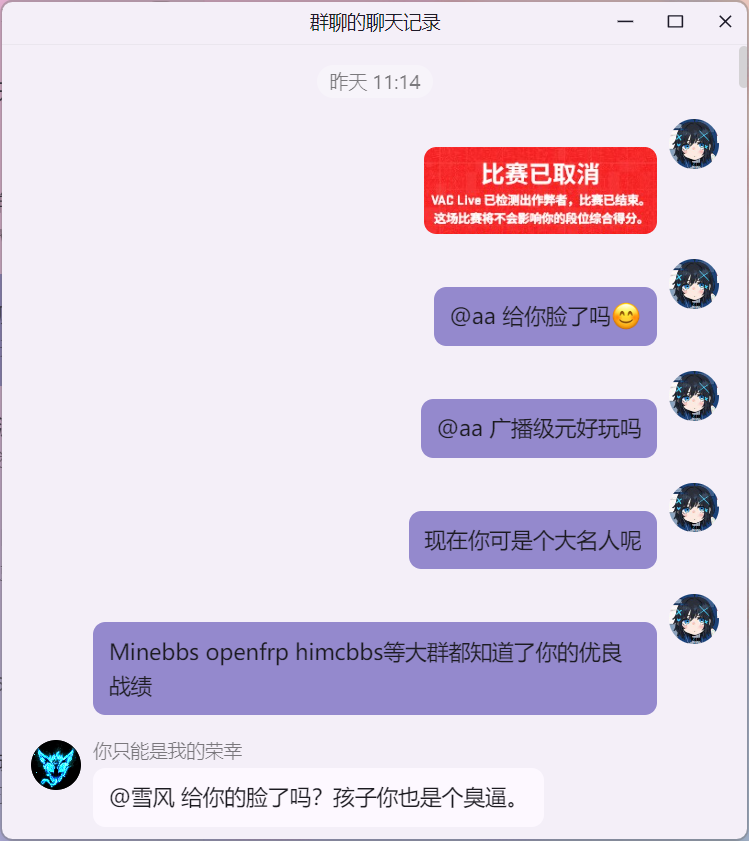 群聊的聊天记录
昨天 11:14
比赛已取消
VAC Live 已检测出作弊者，比赛已结束。
这场比赛将不会影响你的段位综合得分。
@aa 给你脸了吗😊
@aa 广播级元好玩吗
现在你可是个大名人呢
Minebbs openfrp himcbbs等大群都知道了你的优良
战绩
你只能是我的荣幸
@雪风 给你的脸了吗？孩子你也是个臭逼。